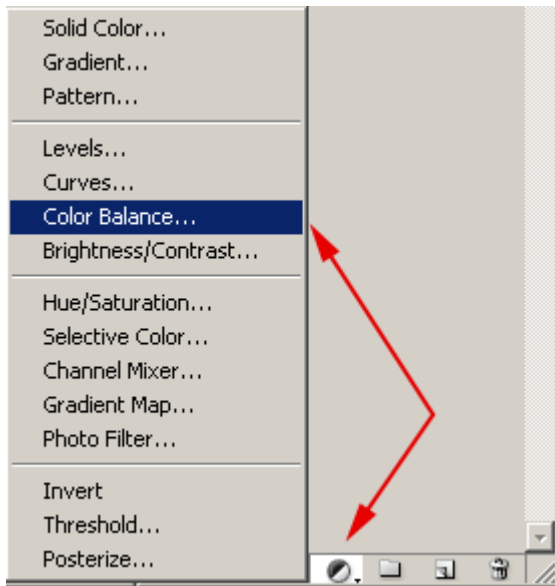 Solid Color...
Gradient...
Pattern...
Levels...
Curves...
Color Balance...
Brightness/Contrast...
Hue/Saturation...
Selective Color...
Channel Mixer...
Gradient Map...
Photo Filter...
Invert
Threshold...
Posterize...